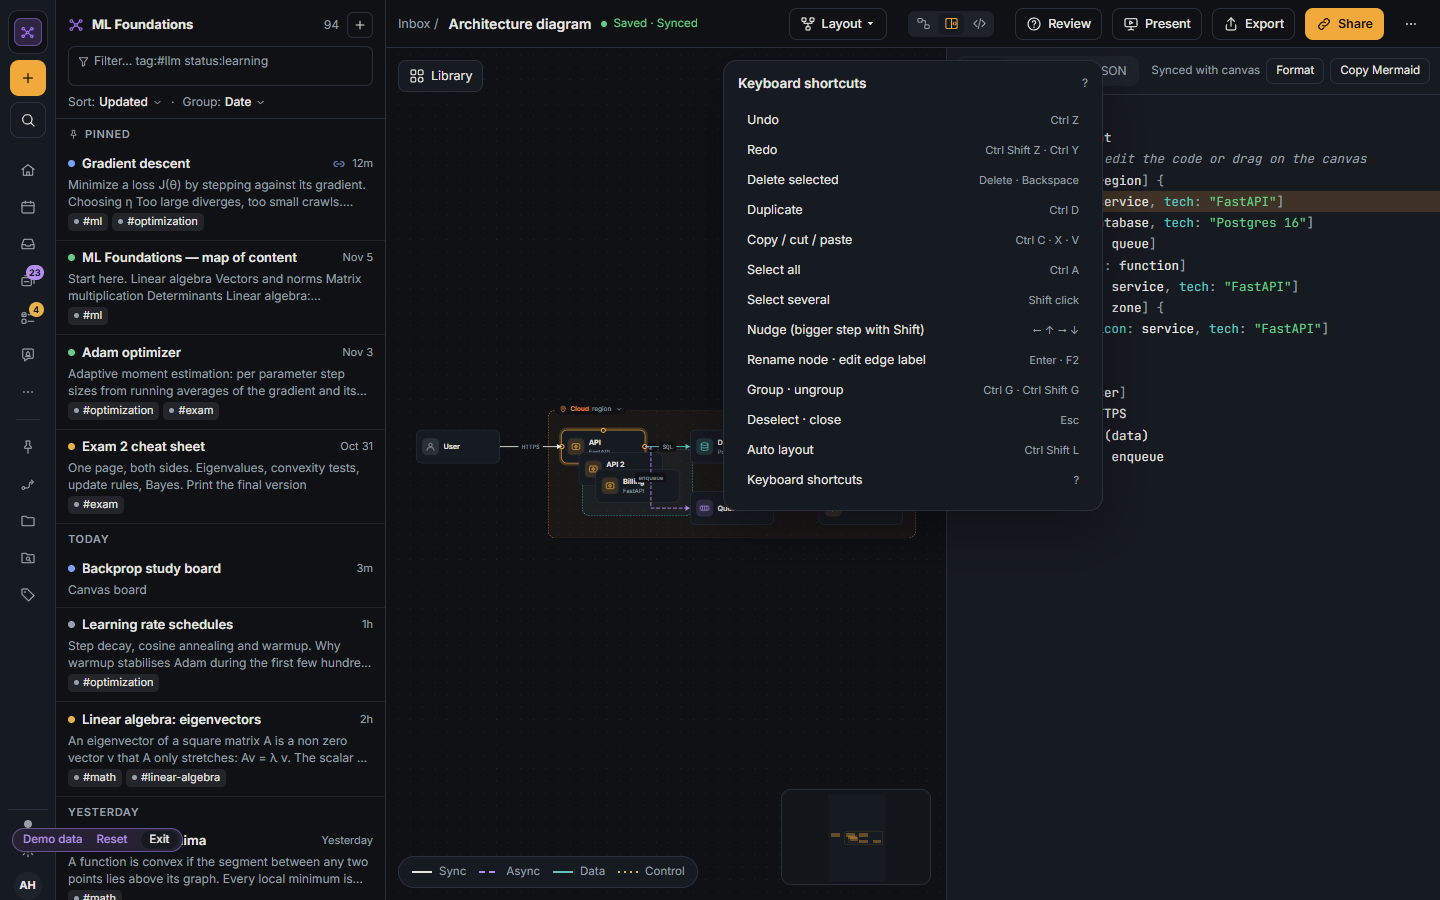 ML Foundations 94
Filter... tag:#llm status:learning
Sort: Updated · Group: Date
PINNED
Gradient descent 12m
Minimize a loss J(θ) by stepping against its gradient.
Choosing η Too large diverges, too small crawls....
#ml #optimization
ML Foundations — map of content Nov 5
Start here. Linear algebra Vectors and norms Matrix
multiplication Determinants Linear algebra:...
#ml
Adam optimizer Nov 3
Adaptive moment estimation: per parameter step
sizes from running averages of the gradient and its...
#optimization #exam
Exam 2 cheat sheet Oct 31
One page, both sides. Eigenvalues, convexity tests,
update rules, Bayes. Print the final version
#exam
TODAY
Backprop study board 3m
Canvas board
Learning rate schedules 1h
Step decay, cosine annealing and warmup. Why
warmup stabilises Adam during the first few hundre...
#optimization
Linear algebra: eigenvectors 2h
An eigenvector of a square matrix A is a non zero
vector v that A only stretches: Av = λ v. The scalar ...
#math #linear-algebra
YESTERDAY
ima Yesterday
A function is convex if the segment between any two
points lies above its graph. Every local minimum is...
#math
23
4
Demo data Reset Exit
AH
Inbox / Architecture diagram Saved · Synced
Layout
Review
Present
Export
Share
Library
Keyboard shortcuts ?
Undo Ctrl Z
Redo Ctrl Shift Z · Ctrl Y
Delete selected Delete · Backspace
Duplicate Ctrl D
Copy / cut / paste Ctrl C · X · V
Select all Ctrl A
Select several Shift click
Nudge (bigger step with Shift) ← ↑ → ↓
Rename node · edit edge label Enter · F2
Group · ungroup Ctrl G · Ctrl Shift G
Deselect · close Esc
Auto layout Ctrl Shift L
Keyboard shortcuts ?
SON Synced with canvas Format Copy Mermaid
t
edit the code or drag on the canvas
egion] {
ervice, tech: "FastAPI"]
tabase, tech: "Postgres 16"]
queue]
: function]
service, tech: "FastAPI"]
zone] {
con: service, tech: "FastAPI"]
er]
TPS
(data)
enqueue
Cloud region
User
HTTPS
API
SQL
API 2
enqueue
FastAPI
Sync Async Data Control